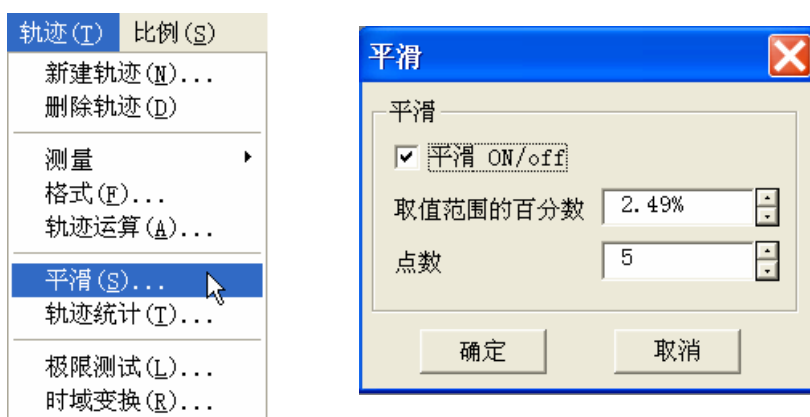 轨迹(T) 比例(S)
新建轨迹(N)...
删除轨迹(D)
测量
格式(F)...
轨迹运算(A)...
平滑(S)...
轨迹统计(T)...
极限测试(L)...
时域变换(R)...
平滑
平滑
平滑 ON/off
取值范围的百分数 2.49%
点数 5
确定 取消